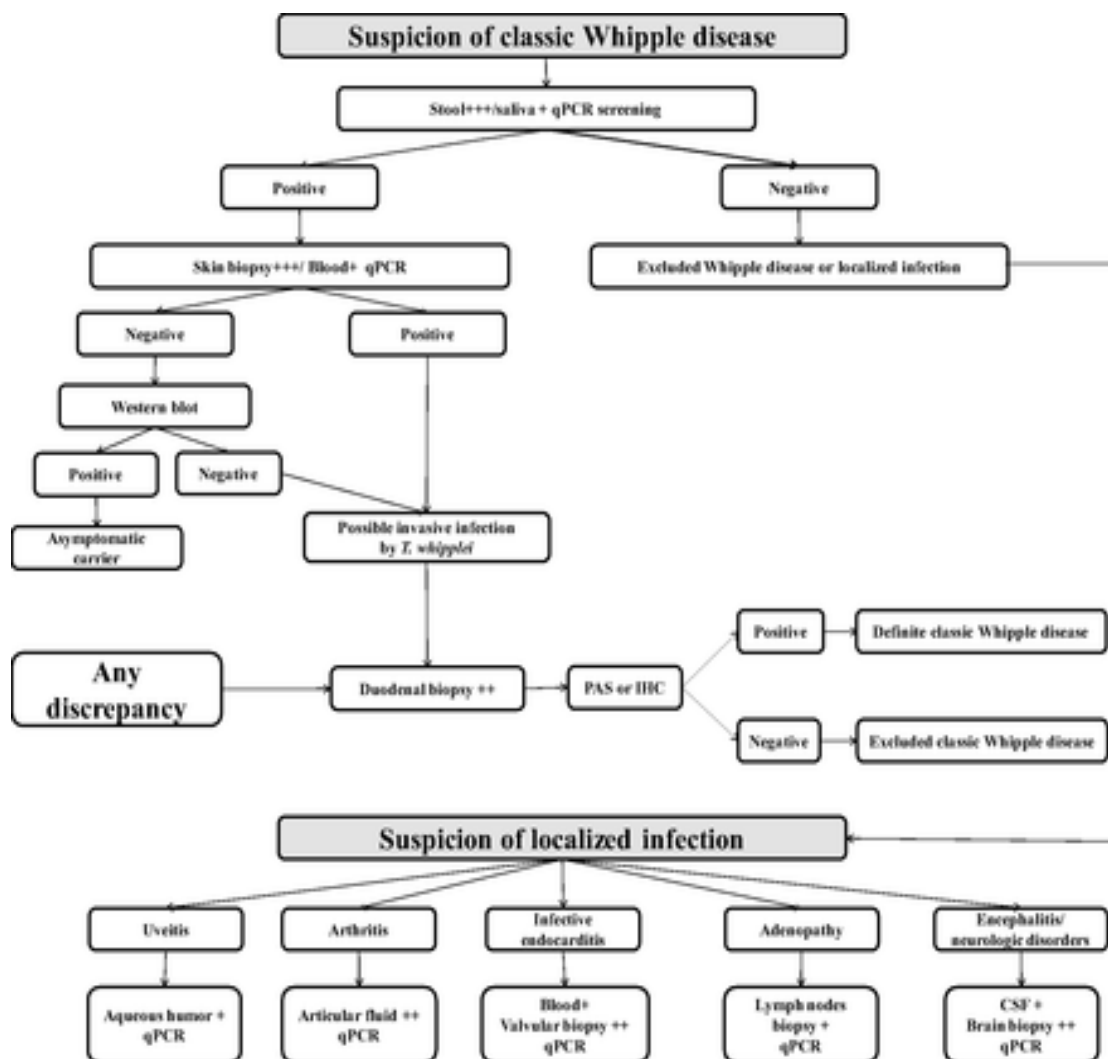 Suspicion of classic Whipple disease
Stool+++/saliva + qPCR screening
Positive
Negative
Skin biopsy+++/ Blood+ qPCR
Excluded Whipple disease or localized infection
Negative
Positive
Western blot
Positive
Negative
Asymptomatic
carrier
Possible invasive infection
by T. whipplei
Any
discrepancy
Duodenal biopsy ++
PAS or IHC
Positive
Definite classic Whipple disease
Negative
Excluded classic Whipple disease
Suspicion of localized infection
Uveitis
Arthritis
Infective
endocarditis
Adenopathy
Encephalitis/
neurologic disorders
Aqueous humor +
qPCR
Articular fluid ++
qPCR
Blood+
Valvular biopsy ++
qPCR
Lymph nodes
biopsy +
qPCR
CSF +
Brain biopsy ++
qPCR